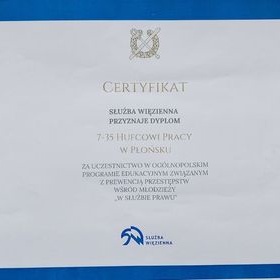 CERTYFIKAT
SŁUŻBA WIĘZIENNA
PRZYZNAJE DYPLOM
7-35 HUFCOWI PRACY
W PŁOŃSKU
ZA UCZESTNICTWO W OGÓLNOPOLSKIM
PROGRAMIE EDUKACYJNYM ZWIĄZANYM
Z PREWENCJĄ PRZESTĘPSTW
WŚRÓD MŁODZIEŻY
„W SŁUŻBIE PRAWU”
SŁUŻBA
WIĘZIENNA